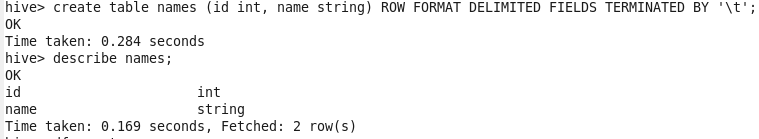 hive> create table names (id int, name string) ROW FORMAT DELIMITED FIELDS TERMINATED BY '\t';
OK
Time taken: 0.284 seconds
hive> describe names;
OK
id                      int
name                    string
Time taken: 0.169 seconds, Fetched: 2 row(s)